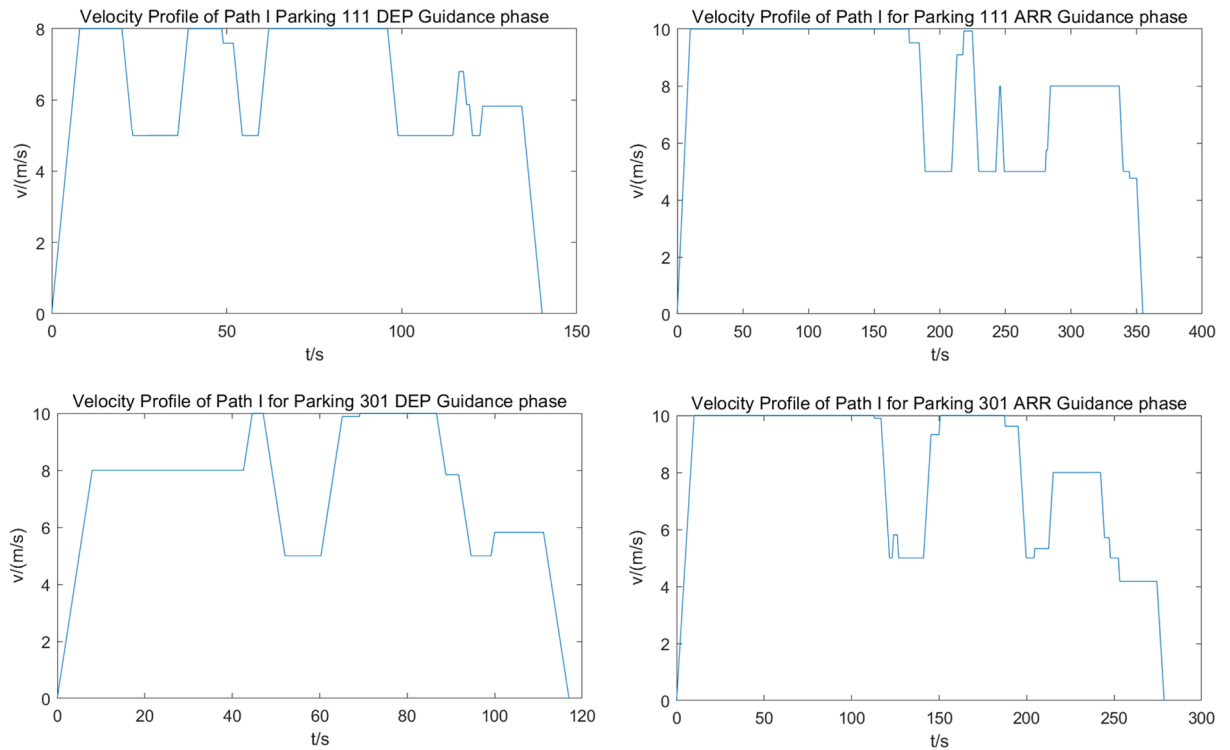 Velocity Profile of Path I Parking 111 DEP Guidance phase
8
6
4
2
0
v/(m/s)
0 50 100 150
t/s
Velocity Profile of Path I for Parking 111 ARR Guidance phase
10
8
6
4
2
0
v/(m/s)
0 50 100 150 200 250 300 350 400
t/s
Velocity Profile of Path I for Parking 301 DEP Guidance phase
10
8
6
4
2
0
v/(m/s)
0 20 40 60 80 100 120
t/s
Velocity Profile of Path I for Parking 301 ARR Guidance phase
10
8
6
4
2
0
v/(m/s)
0 50 100 150 200 250 300
t/s